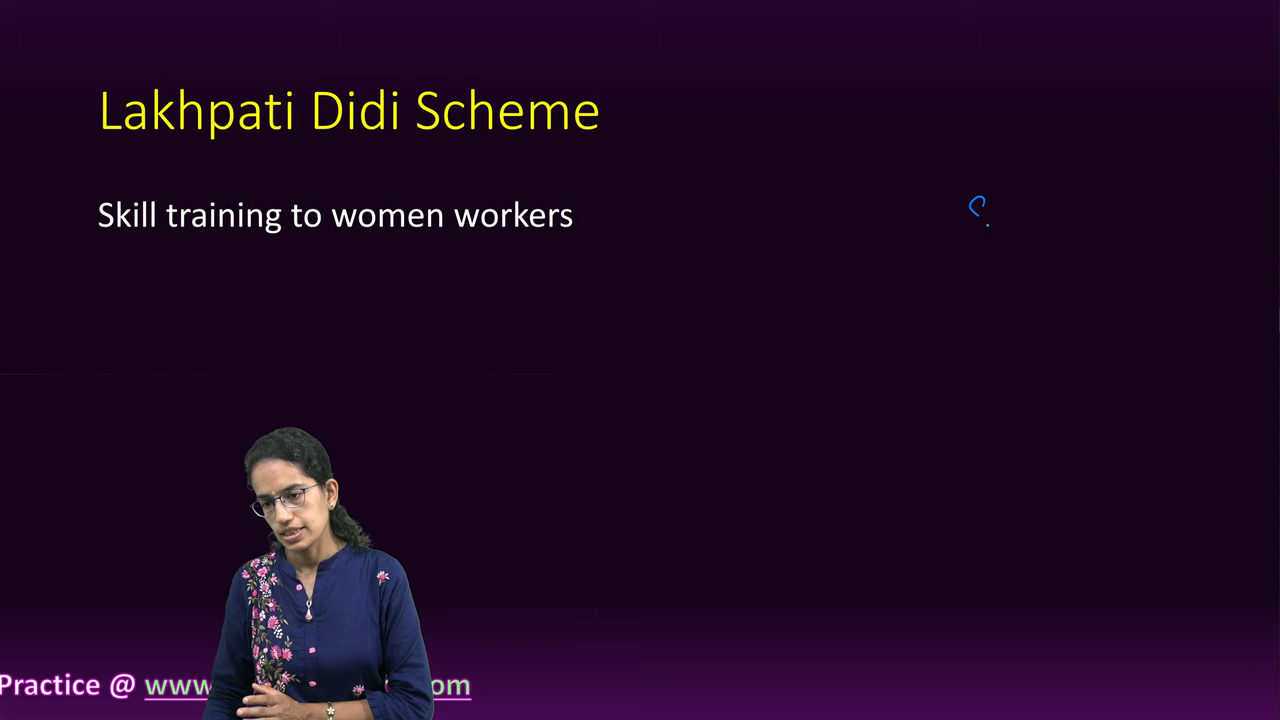 Lakhpati Didi Scheme
Skill training to women workers
Practice @ www
om